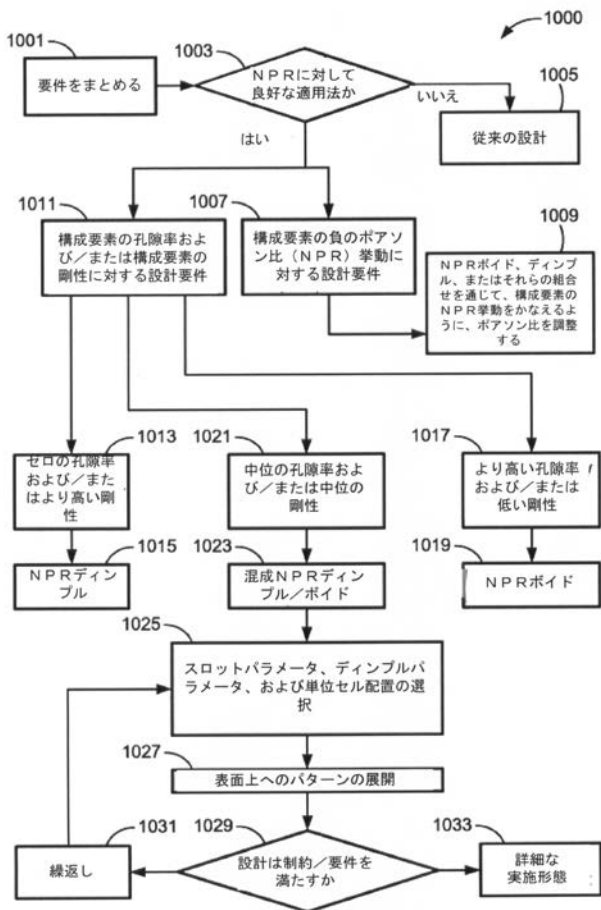 1000
1001
要件をまとめる
1003
NPRに対して
良好な適用法か
いいえ
1005
従来の設計
はい
1011
構成要素の孔隙率およ
び/または構成要素の
剛性に対する設計要件
1007
構成要素の負のポアソ
ン比(NPR)挙動に
対する設計要件
1009
NPRボイド、ディンプ
ル、またはそれらの組合
せを通じて、構成要素の
NPR挙動をかなえるよ
うに、ポアソン比を調整
する
1013
ゼロの孔隙率
および/また
はより高い剛
性
1021
中位の孔隙率およ
び/または中位の
剛性
1017
より高い孔隙率
および/または
低い剛性
1015
NPRディン
プル
1023
混成NPRディン
プル/ボイド
1019
NPRボイド
1025
スロットパラメータ、ディンプルパ
ラメータ、および単位セル配置の選
択
1027
表面上へのパターンの展開
1031
繰返し
1029
設計は制約/要件を
満たすか
1033
詳細な
実施形態